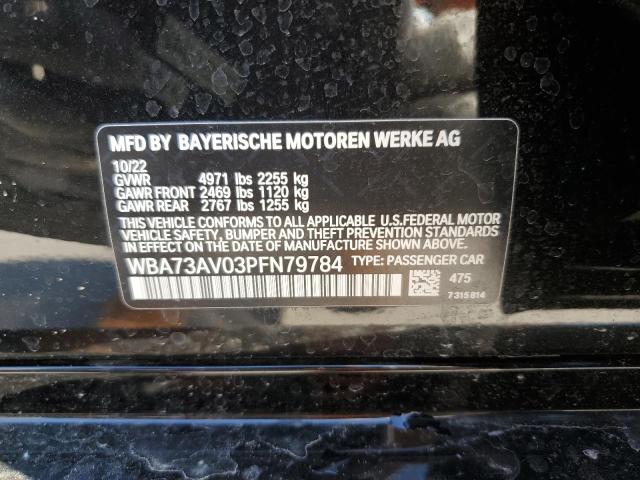 MFD BY BAYERISCHE MOTOREN WERKE AG
10/22
GVWR 4971 lbs 2255 kg
GAWR FRONT 2469 lbs 1120 kg
GAWR REAR 2767 lbs 1255 kg
THIS VEHICLE CONFORMS TO ALL APPLICABLE U.S.FEDERAL MOTOR
VEHICLE SAFETY, BUMPER AND THEFT PREVENTION STANDARDS
IN EFFECT ON THE DATE OF MANUFACTURE SHOWN ABOVE.
WBA73AV03PFN79784 TYPE: PASSENGER CAR
475
7315814